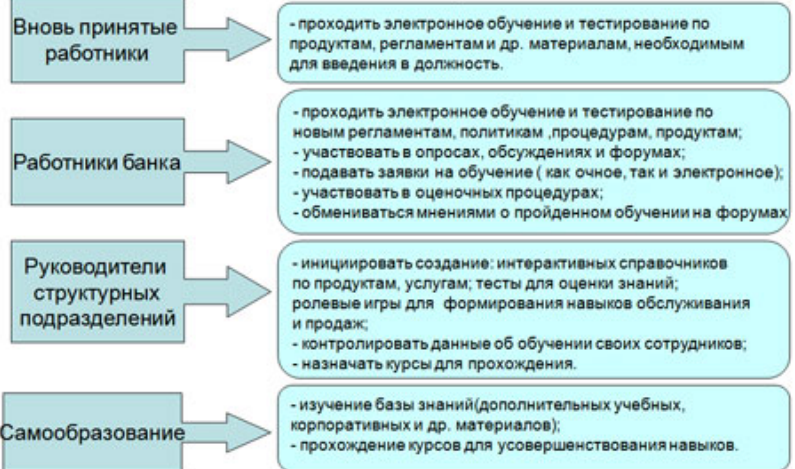 Вновь принятые
работники
- проходить электронное обучение и тестирование по
продуктам, регламентам и др. материалам, необходимым
для введения в должность.
Работники банка
- проходить электронное обучение и тестирование по
новым регламентам, политикам ,процедурам, продуктам;
- участвовать в опросах, обсуждениях и форумах;
- подавать заявки на обучение ( как очное, так и электронное);
- участвовать в оценочных процедурах;
- обмениваться мнениями о пройденном обучении на форумах
Руководители
структурных
подразделений
- инициировать создание: интерактивных справочников
по продуктам, услугам; тесты для оценки знаний;
ролевые игры для формирования навыков обслуживания
и продаж;
- контролировать данные об обучении своих сотрудников;
- назначать курсы для прохождения.
Самообразование
- изучение базы знаний(дополнительных учебных,
корпоративных и др. материалов);
- прохождение курсов для усовершенствования навыков.